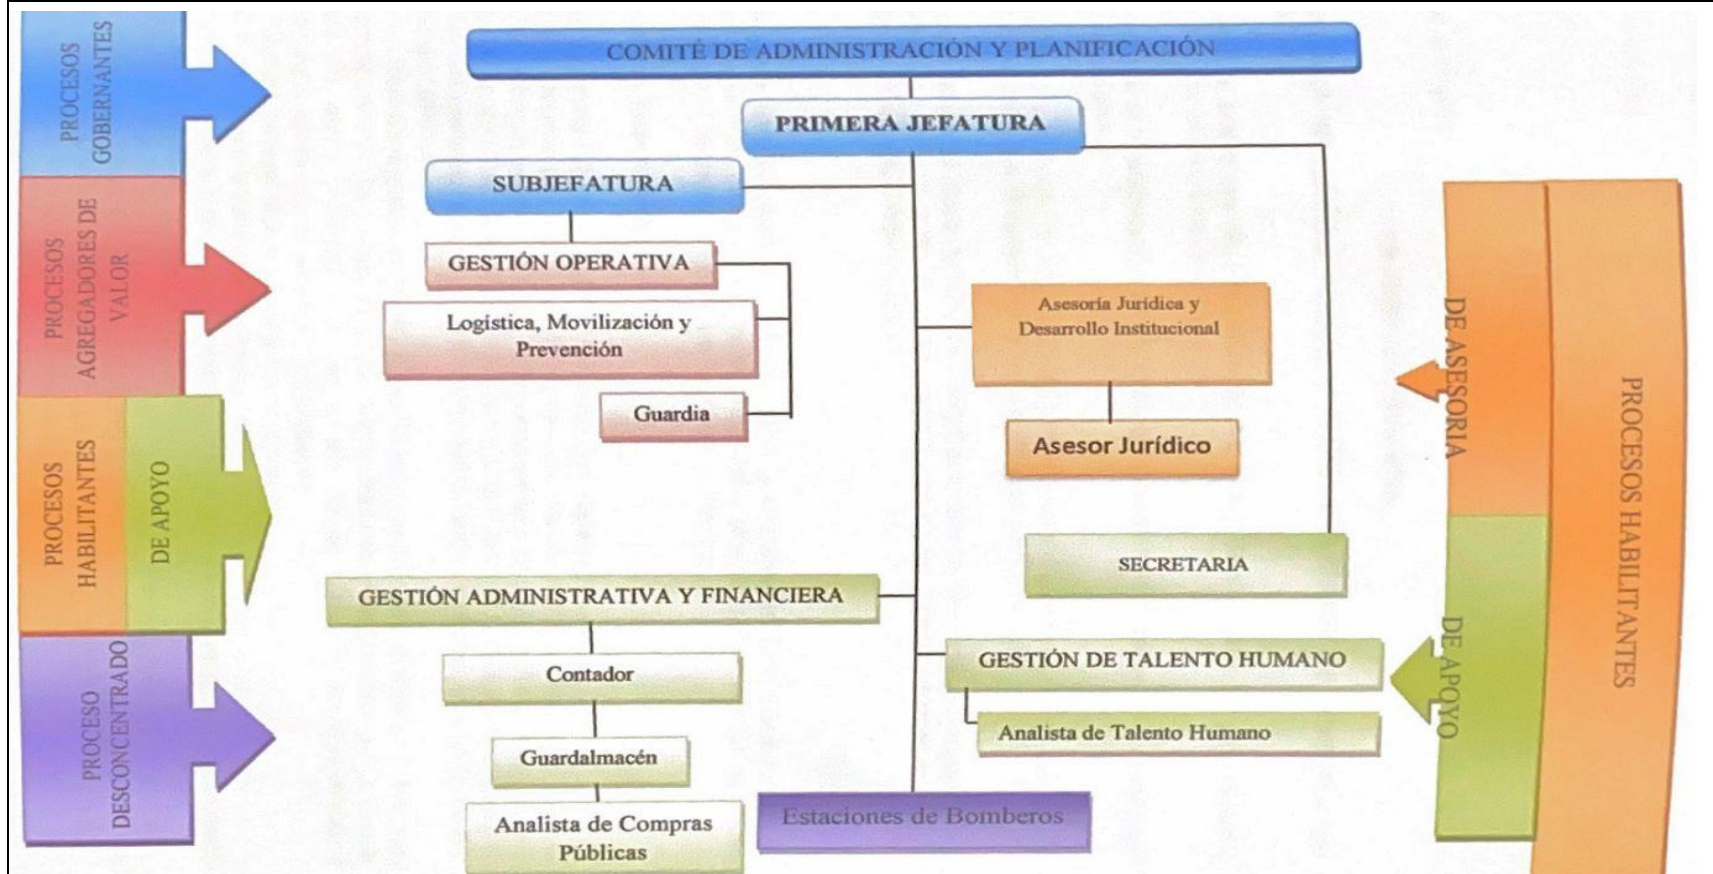 PROCESOS
GOBERNANTES
PROCESOS
AGREGADORES DE
VALOR
PROCESOS
HABILITANTES
DE APOYO
PROCESO
DESCONCENTRADO
COMITÉ DE ADMINISTRACIÓN Y PLANIFICACIÓN
PRIMERA JEFATURA
SUBJEFATURA
GESTIÓN OPERATIVA
Logística, Movilización y
Prevención
Guardia
Asesoría Jurídica y
Desarrollo Institucional
Asesor Jurídico
SECRETARIA
GESTIÓN ADMINISTRATIVA Y FINANCIERA
Contador
Guardalmacén
Analista de Compras
Públicas
GESTIÓN DE TALENTO HUMANO
Analista de Talento Humano
Estaciones de Bomberos
DE ASESORIA
DE APOYO
PROCESOS HABILITANTES